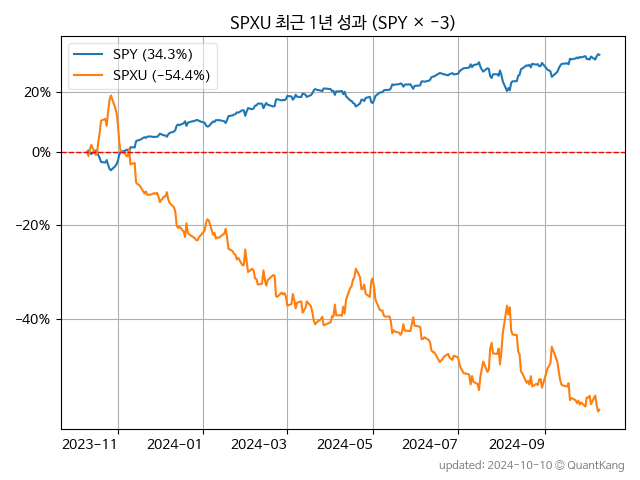 SPXU 최근 1년 성과 (SPY × −3)
SPY (34.3%)
SPXU (−54.4%)
20%
0%
−20%
−40%
2023-11
2024-01
2024-03
2024-05
2024-07
2024-09
updated: 2024-10-10 © QuantKang